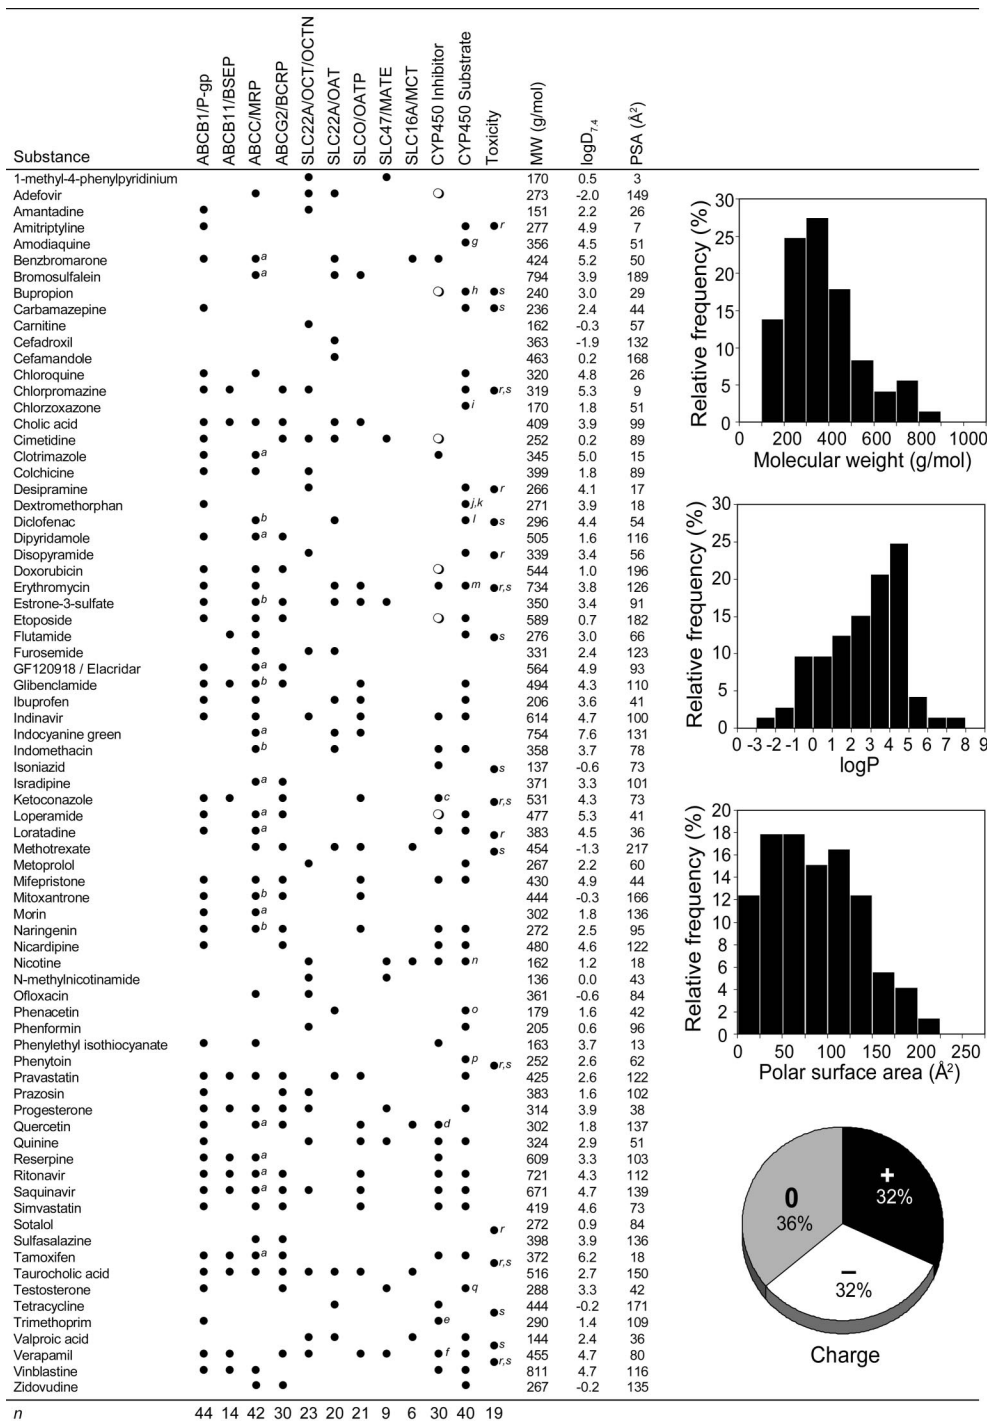 Substance ABCB1/P-gp ABCB11/BSEP ABCC/MRP ABCG2/BCRP SLC22A/OCT/OCTN SLC22A/OAT SLCO/OATP SLC47/MATE SLC16A/MCT CYP450 Inhibitor CYP450 Substrate Toxicity MW (g/mol) logD7.4 PSA (Å2)
1-methyl-4-phenylpyridinium 170 0.5 3
Adefovir 273 -2.0 149
Amantadine 151 2.2 26
Amitriptyline r 277 4.9 7
Amodiaquine g 356 4.5 51
Benzbromarone a 424 5.2 50
Bromosulfalein a 794 3.9 189
Bupropion h s 240 3.0 29
Carbamazepine s 236 2.4 44
Carnitine 162 -0.3 57
Cefadroxil 363 -1.9 132
Cefamandole 463 0.2 168
Chloroquine 320 4.8 26
Chlorpromazine r,s 319 5.3 9
Chlorzoxazone i 170 1.8 51
Cholic acid 409 3.9 99
Cimetidine 252 0.2 89
Clotrimazole a 345 5.0 15
Colchicine 399 1.8 89
Desipramine r 266 4.1 17
Dextromethorphan j,k 271 3.9 18
Diclofenac b l s 296 4.4 54
Dipyridamole a 505 1.6 116
Disopyramide r 339 3.4 56
Doxorubicin 544 1.0 196
Erythromycin m r,s 734 3.8 126
Estrone-3-sulfate b 350 3.4 91
Etoposide 589 0.7 182
Flutamide s 276 3.0 66
Furosemide 331 2.4 123
GF120918 / Elacridar a 564 4.9 93
Glibenclamide b 494 4.3 110
Ibuprofen 206 3.6 41
Indinavir 614 4.7 100
Indocyanine green a 754 7.6 131
Indomethacin b 358 3.7 78
Isoniazid s 137 -0.6 73
Isradipine a 371 3.3 101
Ketoconazole c r,s 531 4.3 73
Loperamide a 477 5.3 41
Loratadine a r 383 4.5 36
Methotrexate s 454 -1.3 217
Metoprolol 267 2.2 60
Mifepristone 430 4.9 44
Mitoxantrone b 444 -0.3 166
Morin a 302 1.8 136
Naringenin b 272 2.5 95
Nicardipine 480 4.6 122
Nicotine n 162 1.2 18
N-methylnicotinamide 136 0.0 43
Ofloxacin 361 -0.6 84
Phenacetin o 179 1.6 42
Phenformin 205 0.6 96
Phenylethyl isothiocyanate 163 3.7 13
Phenytoin p r,s 252 2.6 62
Pravastatin 425 2.6 122
Prazosin 383 1.6 102
Progesterone 314 3.9 38
Quercetin a d 302 1.8 137
Quinine 324 2.9 51
Reserpine a 609 3.3 103
Ritonavir a 721 4.3 112
Saquinavir a 671 4.7 139
Simvastatin 419 4.6 73
Sotalol r 272 0.9 84
Sulfasalazine 398 3.9 136
Tamoxifen a r,s 372 6.2 18
Taurocholic acid 516 2.7 150
Testosterone q 288 3.3 42
Tetracycline s 444 -0.2 171
Trimethoprim e 290 1.4 109
Valproic acid s 144 2.4 36
Verapamil f r,s 455 4.7 80
Vinblastine 811 4.7 116
Zidovudine 267 -0.2 135
n 44 14 42 30 23 20 21 9 6 30 40 19
Relative frequency (%)
30
25
20
15
10
5
0
0 200 400 600 800 1000
Molecular weight (g/mol)
Relative frequency (%)
30
25
20
15
10
5
0
0 -3 -2 -1 0 1 2 3 4 5 6 7 8 9
logP
Relative frequency (%)
20
18
16
14
12
10
8
6
4
2
0
0 50 100 150 200 250
Polar surface area (Å2)
+
32%
0
36%
–
32%
Charge